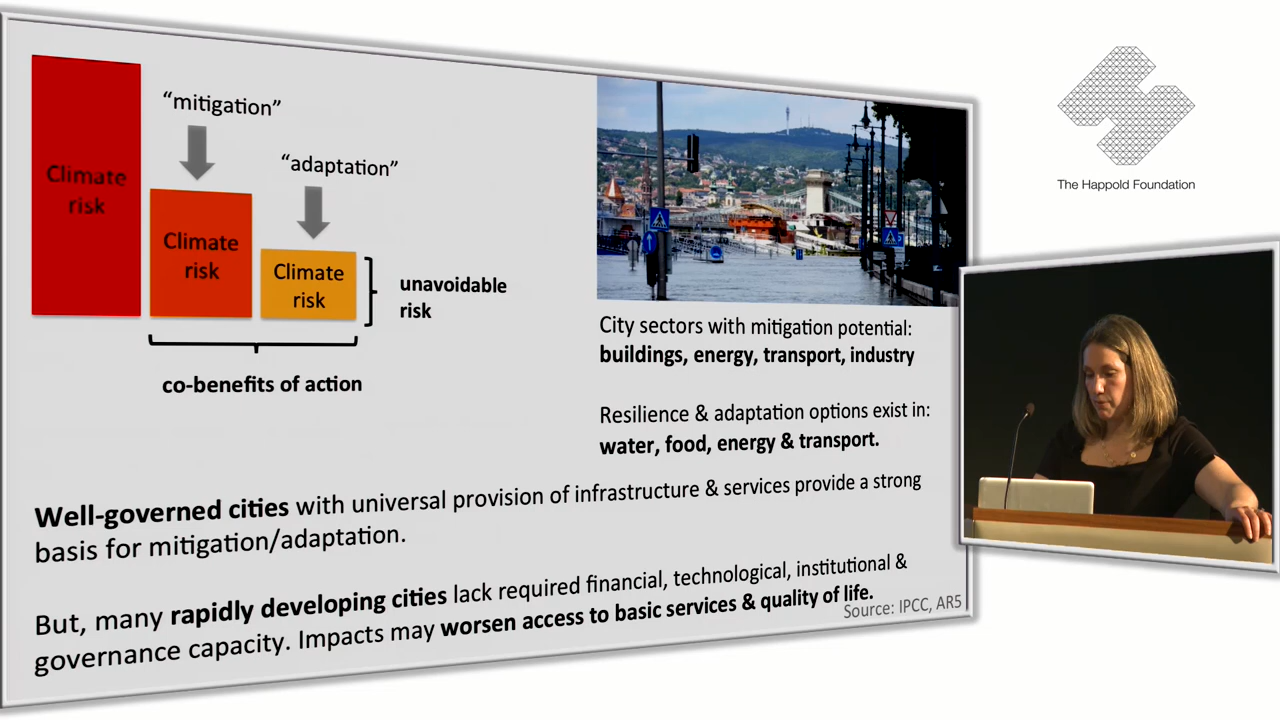 Climate
risk
“mitigation”
Climate
risk
“adaptation”
Climate
risk
unavoidable
risk
co-benefits of action
City sectors with mitigation potential:
buildings, energy, transport, industry
Resilience & adaptation options exist in:
water, food, energy & transport.
Well-governed cities with universal provision of infrastructure & services provide a strong
basis for mitigation/adaptation.
But, many rapidly developing cities lack required financial, technological, institutional &
governance capacity. Impacts may worsen access to basic services & quality of life.
Source: IPCC, AR5
The Happold Foundation